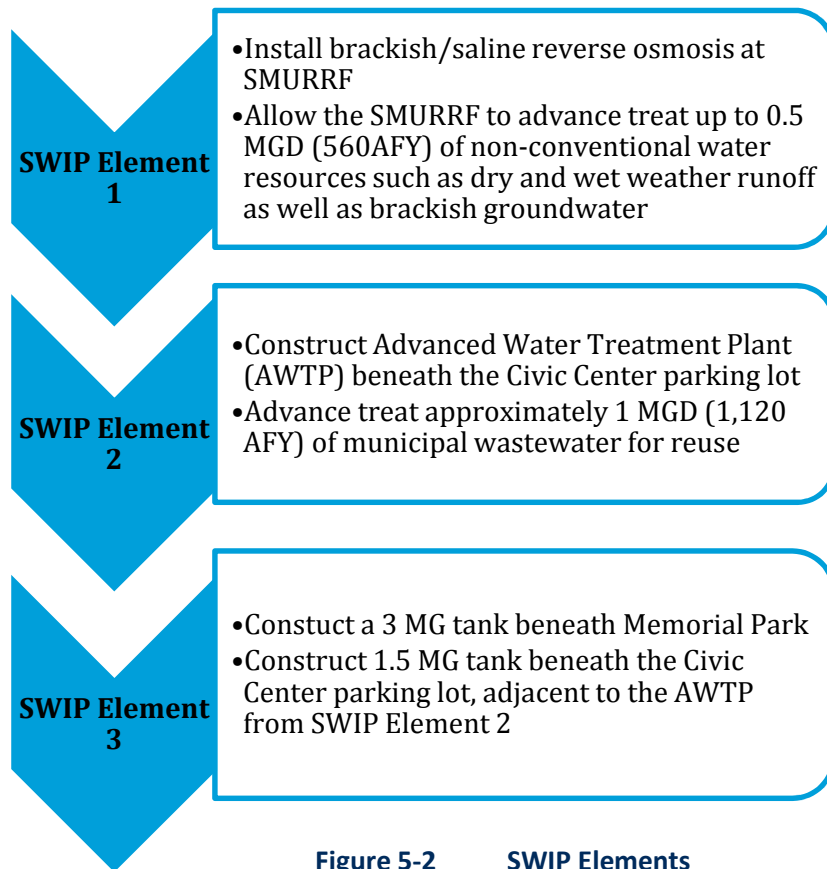 SWIP Element
1
•Install brackish/saline reverse osmosis at
SMURRF
•Allow the SMURRF to advance treat up to 0.5
MGD (560AFY) of non-conventional water
resources such as dry and wet weather runoff
as well as brackish groundwater
SWIP Element
2
•Construct Advanced Water Treatment Plant
(AWTP) beneath the Civic Center parking lot
•Advance treat approximately 1 MGD (1,120
AFY) of municipal wastewater for reuse
SWIP Element
3
•Constuct a 3 MG tank beneath Memorial Park
•Construct 1.5 MG tank beneath the Civic
Center parking lot, adjacent to the AWTP
from SWIP Element 2
Figure 5-2 SWIP Elements